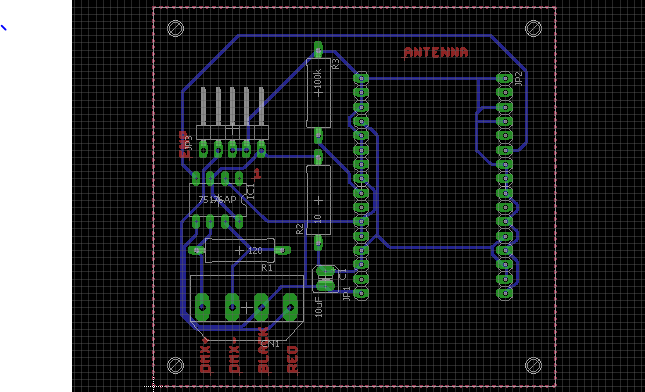 ANTENNA
R3
100k
JP2
JP3
1
IC1
75176AP
10
R2
120
R1
C1
10uF
JP1
CN1
DMX+
DMX-
BLACK
RED